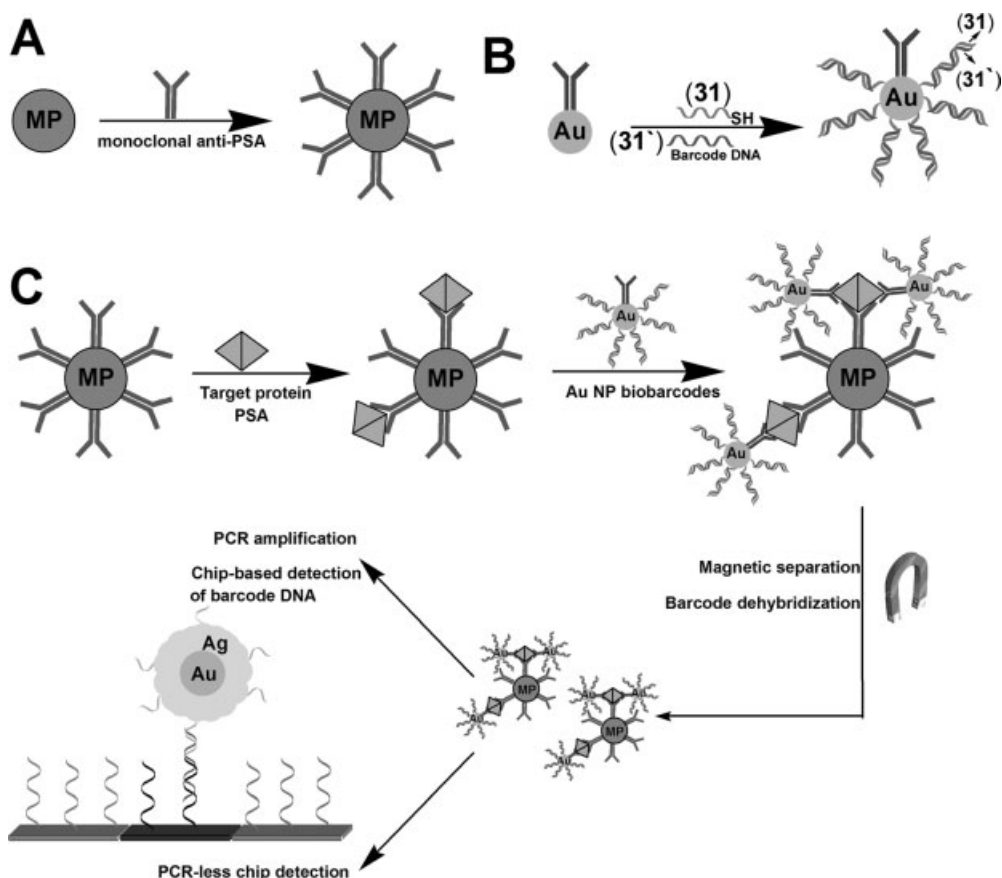 A
MP
monoclonal anti-PSA
MP
B
Au
(31)
SH
(31`)
Barcode DNA
Au
(31)
(31`)
C
MP
Target protein
PSA
MP
Au
Au NP biobarcodes
Au
Au
MP
Au
Magnetic separation
Barcode dehybridization
PCR amplification
Chip-based detection
of barcode DNA
Ag
Au
Au
Au
MP
Au
Au
Au
MP
Au
PCR-less chip detection